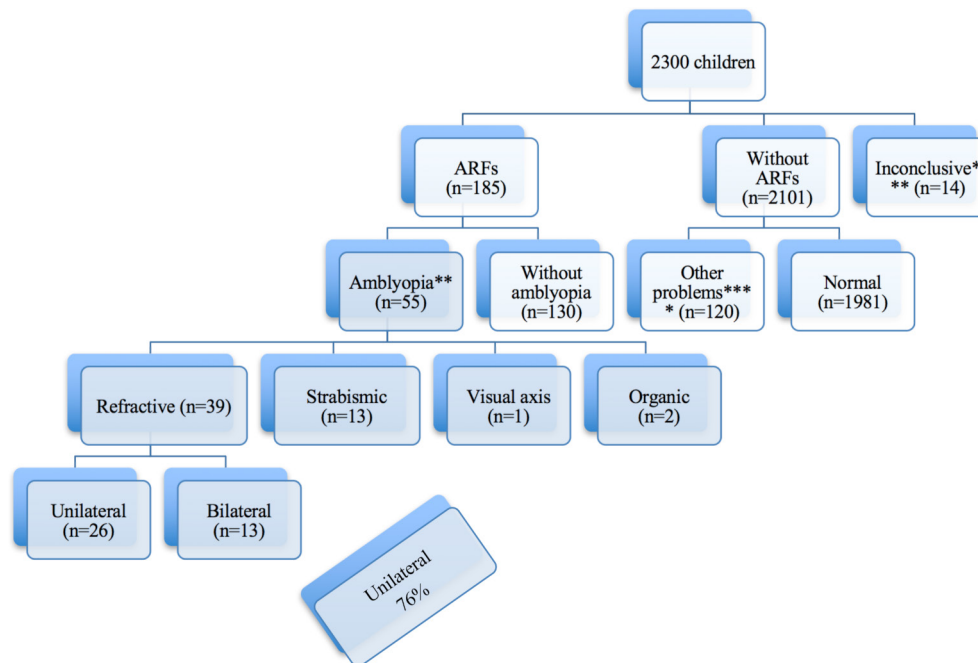 2300 children
ARFs
(n=185)
Without
ARFs
(n=2101)
Inconclusive*
** (n=14)
Amblyopia**
(n=55)
Without
amblyopia
(n=130)
Other
problems***
* (n=120)
Normal
(n=1981)
Refractive (n=39)
Strabismic
(n=13)
Visual axis
(n=1)
Organic
(n=2)
Unilateral
(n=26)
Bilateral
(n=13)
Unilateral
76%